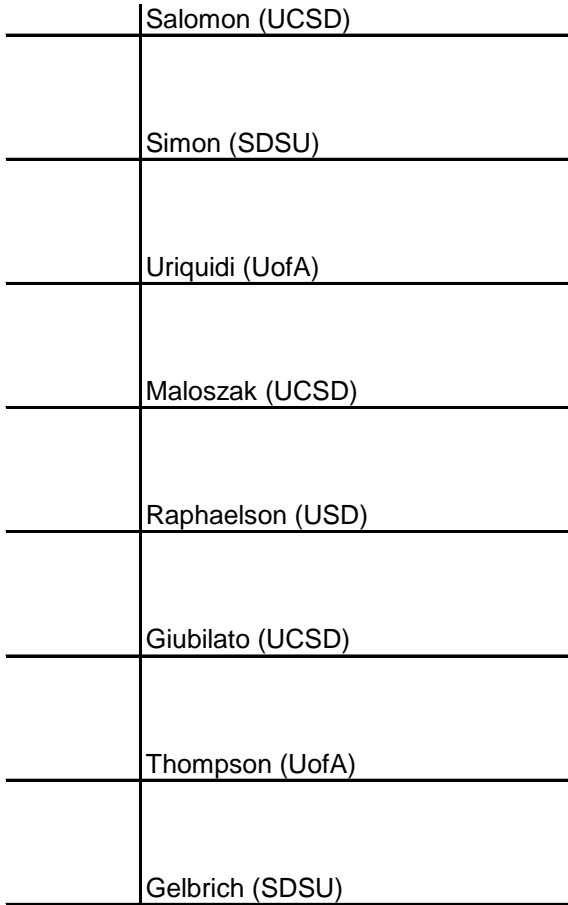 Salomon (UCSD)
Simon (SDSU)
Uriquidi (UofA)
Maloszak (UCSD)
Raphaelson (USD)
Giubilato (UCSD)
Thompson (UofA)
Gelbrich (SDSU)